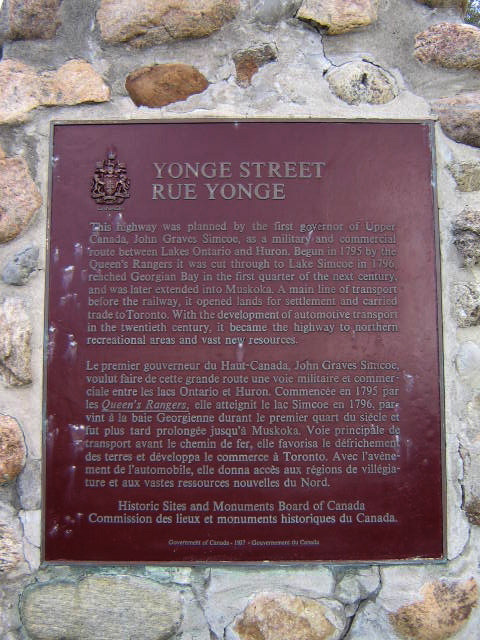 YONGE STREET
RUE YONGE
This highway was planned by the first governor of Upper
Canada, John Graves Simcoe, as a military and commercial
route between Lakes Ontario and Huron. Begun in 1795 by the
Queen's Rangers it was cut through to Lake Simcoe in 1796,
reached Georgian Bay in the first quarter of the next century,
and was later extended into Muskoka. A main line of transport
before the railway, it opened lands for settlement and carried
trade to Toronto. With the development of automotive transport
in the twentieth century, it became the highway to northern
recreational areas and vast new resources.
Le premier gouverneur du Haut-Canada, John Graves Simcoe,
voulut faire de cette grande route une voie militaire et commer-
ciale entre les lacs Ontario et Huron. Commencée en 1795 par
les Queen's Rangers, elle atteignit le lac Simcoe en 1796, par-
vint à la baie Georgienne durant le premier quart du siècle et
fut plus tard prolongée jusqu'à Muskoka. Voie principale de
transport avant le chemin de fer, elle favorisa le défrichement
des terres et développa le commerce à Toronto. Avec l'avène-
ment de l'automobile, elle donna accès aux régions de villégia-
ture et aux vastes ressources nouvelles du Nord.
Historic Sites and Monuments Board of Canada
Commission des lieux et monuments historiques du Canada.
Government of Canada - 1977 - Gouvernement du Canada